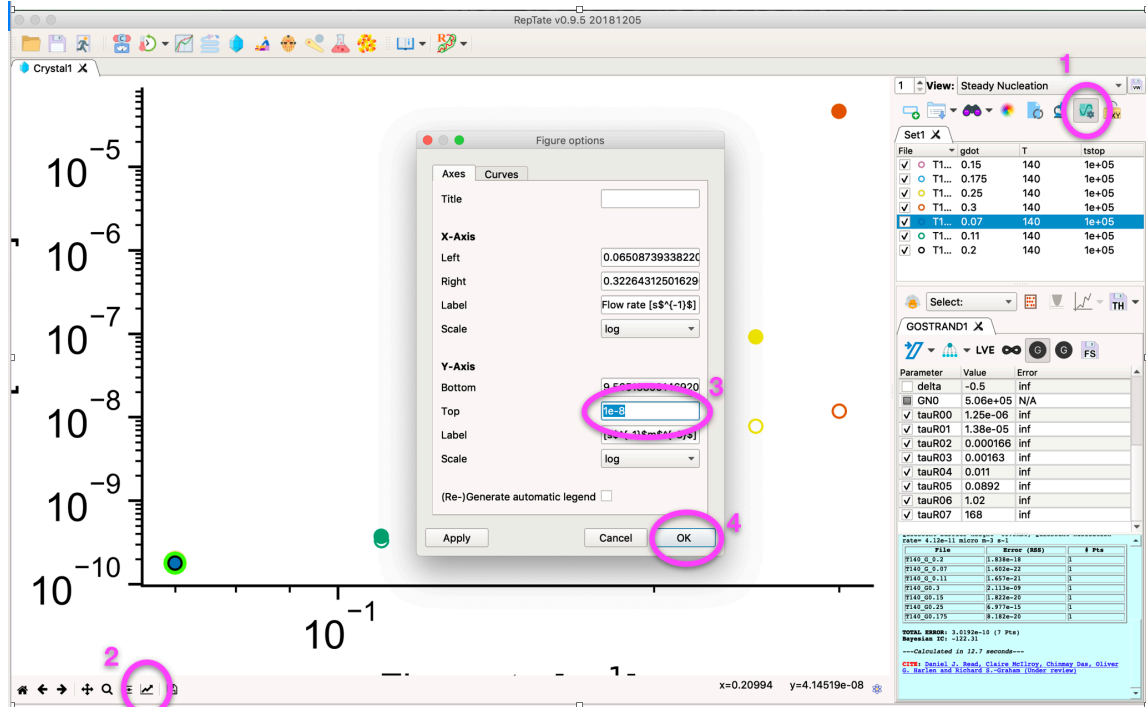 RepTate v0.9.5 20181205
Crystal1
1
1 View: Steady Nucleation
Set1
File gdot T tstop
T1... 0.15 140 1e+05
T1... 0.175 140 1e+05
T1... 0.25 140 1e+05
T1... 0.3 140 1e+05
T1... 0.07 140 1e+05
T1... 0.11 140 1e+05
T1... 0.2 140 1e+05
Select:
TH
GOSTRAND1
LVE G G FS
Parameter Value Error
delta -0.5 inf
GN0 5.06e+05 N/A
tauR00 1.25e-06 inf
tauR01 1.38e-05 inf
tauR02 0.000166 inf
tauR03 0.00163 inf
tauR04 0.011 inf
tauR05 0.0892 inf
tauR06 1.02 inf
tauR07 168 inf
rate= 4.12e-11 micro m-3 s-1
File Error (RSS) # Pts
T140_G_0.2 1.838e-18 1
T140_G_0.07 1.602e-22 1
T140_G_0.11 1.657e-21 1
T140_G0.3 2.113e-09 1
T140_G0.15 1.822e-20 1
T140_G0.25 6.977e-15 1
T140_G0.175 8.182e-20 1
TOTAL ERROR: 3.0192e-10 (7 Pts)
Bayesian IC: -122.31
---Calculated in 12.7 seconds---
CITE: Daniel J. Read, Claire McIlroy, Chinmay Das, Oliver
G. Harlen and Richard S.-Graham (Under review)
Figure options
Axes Curves
Title
X-Axis
Left 0.06508739338220
Right 0.32264312501629
Label Flow rate [s$^{-1}$]
Scale log
Y-Axis
Bottom
3
Top 1e-8
Label
Scale log
(Re-)Generate automatic legend
4
Apply Cancel OK
10^-5
10^-6
10^-7
10^-8
10^-9
10^-10
10^-1
2
x=0.20994 y=4.14519e-08